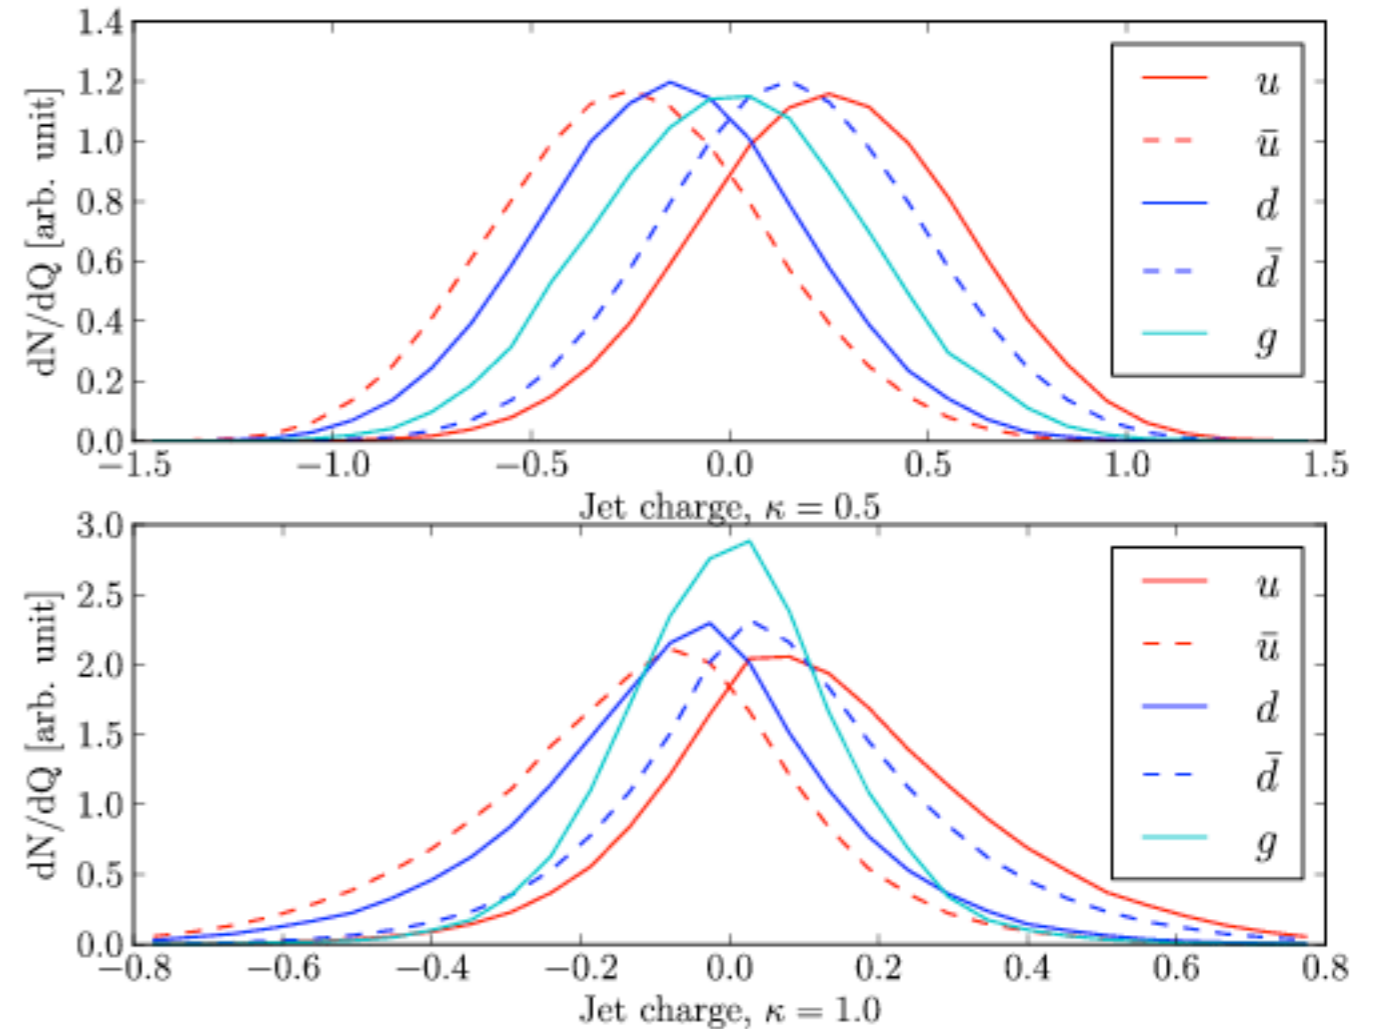 1.4
1.2
1.0
0.8
0.6
0.4
0.2
0.0
dN/dQ [arb. unit]
u
ū
d
d̄
g
−1.5 −1.0 −0.5 0.0 0.5 1.0 1.5
Jet charge, κ = 0.5
3.0
2.5
2.0
1.5
1.0
0.5
0.0
dN/dQ [arb. unit]
u
ū
d
d̄
g
−0.8 −0.6 −0.4 −0.2 0.0 0.2 0.4 0.6 0.8
Jet charge, κ = 1.0